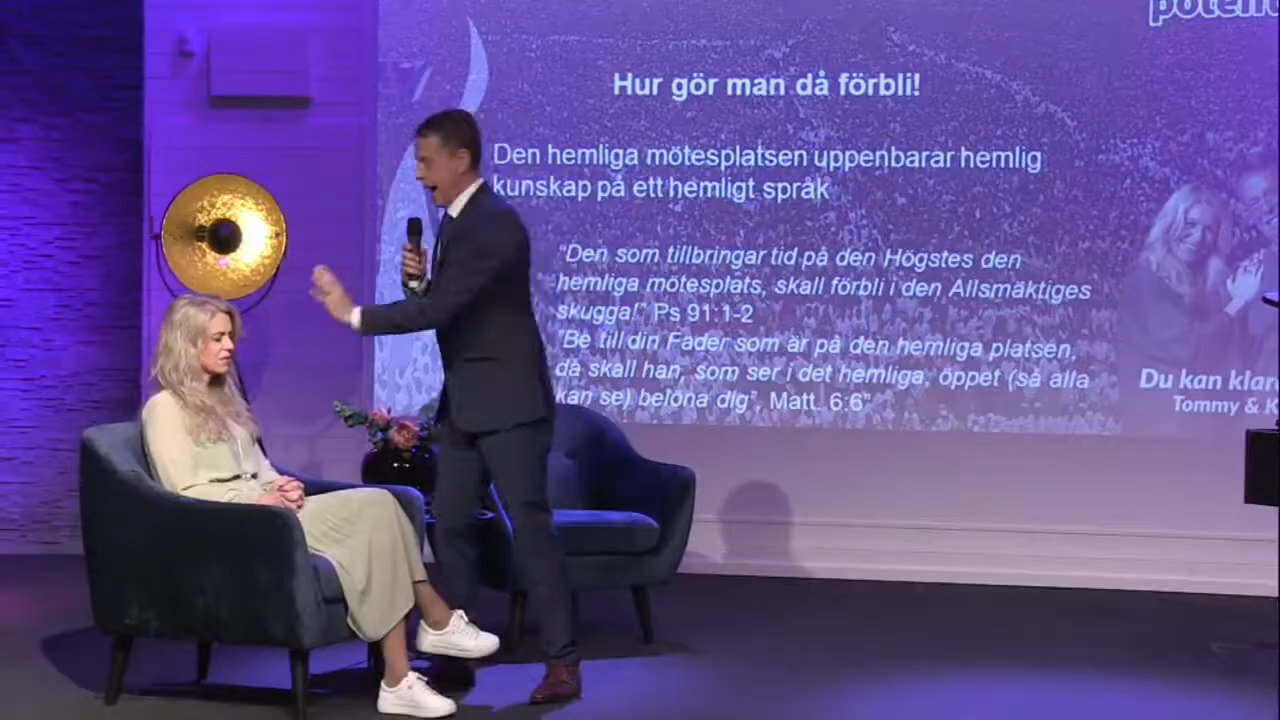 Hur gör man då förbli!
Den hemliga mötesplatsen uppenbarar hemlig
kunskap på ett hemligt språk
"Den som tillbringar tid på den Högstes den
hemliga mötesplats, skall förbli i den Allsmäktiges
skugga!" Ps 91:1-2
"Be till din Fader som är på den hemliga platsen,
då skall han, som ser i det hemliga, öppet (så alla
kan se) belöna dig", Matt. 6:6"
Du kan klar
Tommy & K